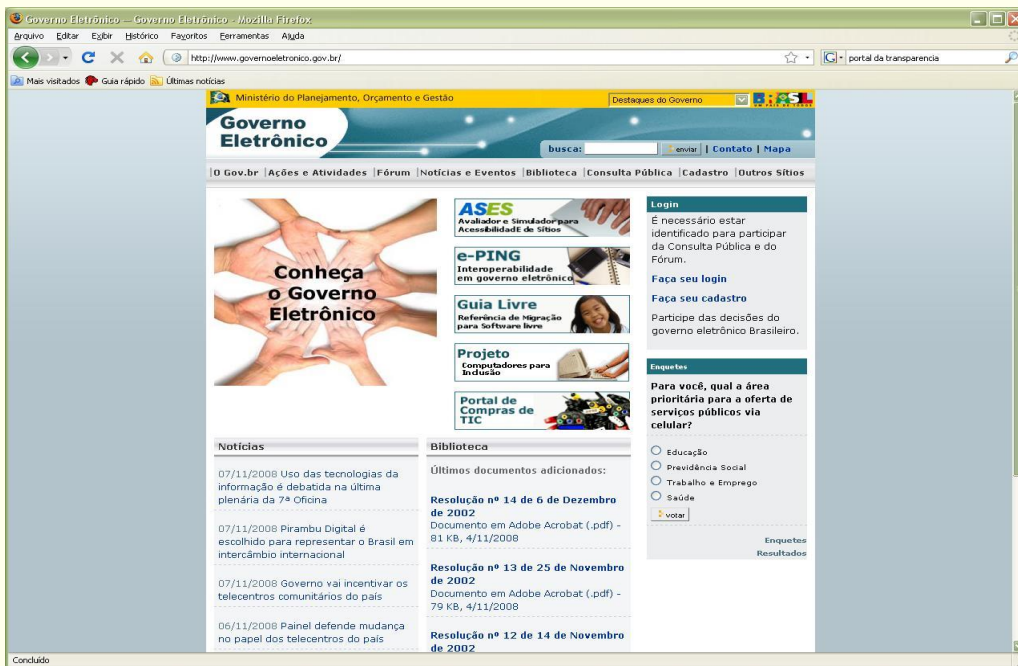 Governo Eletrônico — Governo Eletrônico - Mozilla Firefox
Arquivo Editar Exibir Histórico Favoritos Ferramentas Ajuda
http://www.governoeletronico.gov.br/
G
portal da transparencia
Mais visitados Guia rápido Últimas notícias
Ministério do Planejamento, Orçamento e Gestão
Destaques do Governo
BRASIL
UM PAÍS DE TODOS
Governo
Eletrônico
busca: enviar | Contato | Mapa
|O Gov.br |Ações e Atividades |Fórum |Notícias e Eventos |Biblioteca |Consulta Pública |Cadastro |Outros Sítios
Conheça
o Governo
Eletrônico
ASES
Avaliador e Simulador para
AcessibilidadE de Sítios
e-PING
Interoperabilidade
em governo eletrônico
Guia Livre
Referência de Migração
para Software livre
Projeto
Computadores para
Inclusão
Portal de
Compras de
TIC
Login
É necessário estar
identificado para participar
da Consulta Pública e do
Fórum.
Faça seu login
Faça seu cadastro
Participe das decisões do
governo eletrônico Brasileiro.
Enquetes
Para você, qual a área
prioritária para a oferta de
serviços públicos via
celular?
Educação
Previdência Social
Trabalho e Emprego
Saúde
votar
Enquetes
Resultados
Notícias
07/11/2008 Uso das tecnologias da
informação é debatida na última
plenária da 7ª Oficina
07/11/2008 Pirambu Digital é
escolhido para representar o Brasil em
intercâmbio internacional
07/11/2008 Governo vai incentivar os
telecentros comunitários do país
06/11/2008 Painel defende mudança
no papel dos telecentros do país
Biblioteca
Últimos documentos adicionados:
Resolução nº 14 de 6 de Dezembro
de 2002
Documento em Adobe Acrobat (.pdf) -
81 KB, 4/11/2008
Resolução nº 13 de 25 de Novembro
de 2002
Documento em Adobe Acrobat (.pdf) -
79 KB, 4/11/2008
Resolução nº 12 de 14 de Novembro
de 2002
Concluído